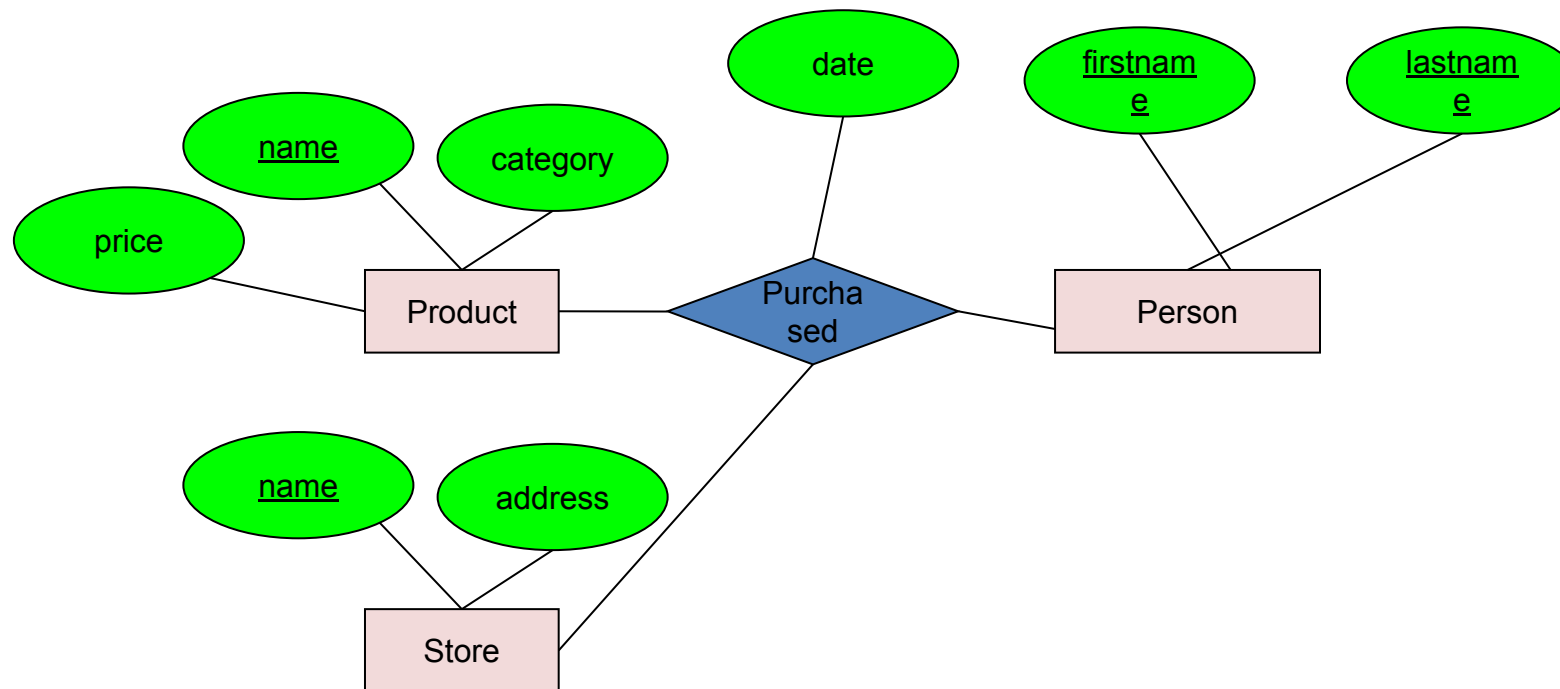 date
firstnam
e
lastnam
e
name
category
price
Product
Purcha
sed
Person
name
address
Store